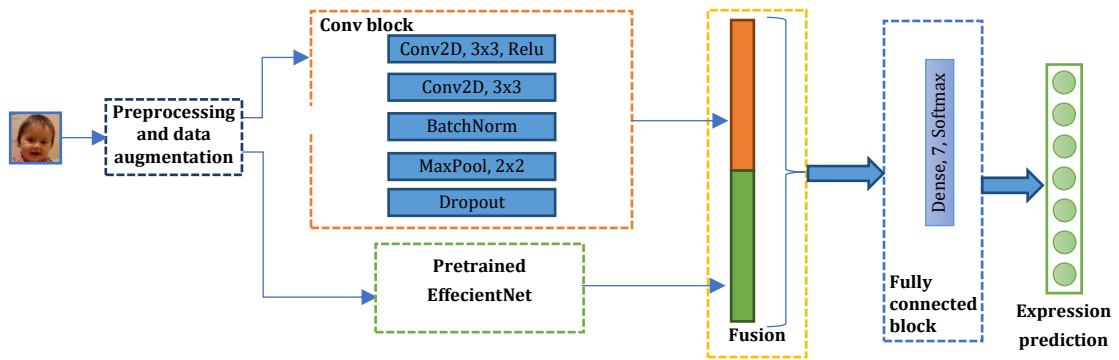 Conv block
Conv2D, 3x3, Relu
Conv2D, 3x3
BatchNorm
MaxPool, 2x2
Dropout
Preprocessing
and data
augmentation
Pretrained
EffecientNet
Fusion
Dense, 7, Softmax
Fully
connected
block
Expression
prediction